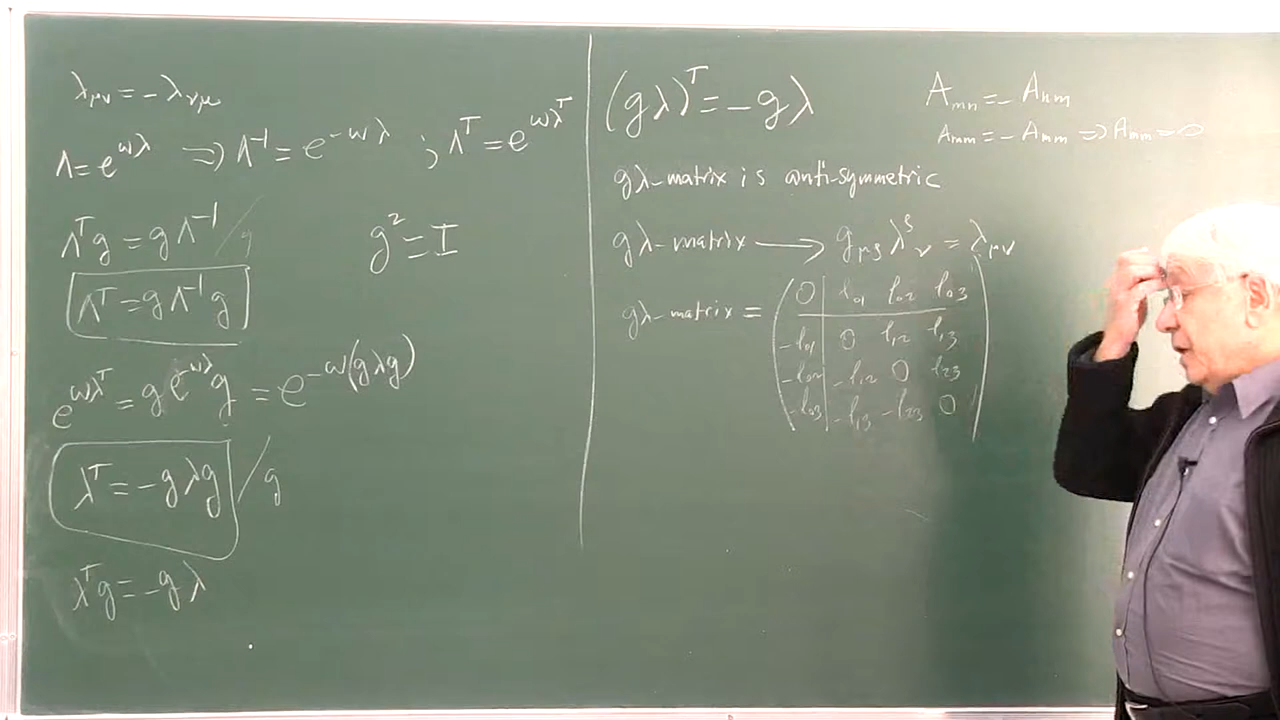 λ_μν = -λ_νμ
Λ = e^{ωλ} ⇒ Λ^{-1} = e^{-ωλ} ; Λ^T = e^{ωλ^T}
Λ^T g = g Λ^{-1} / g
g² = I
Λ^T = g Λ^{-1} g
e^{ωλ^T} = g e^{-ωλ} g = e^{-ω(gλg)}
λ^T = -gλg / g
λ^T g = -gλ
(gλ)^T = -gλ
gλ-matrix is anti-symmetric
gλ-matrix ⟶ g_μρ λ^ρ_ν = λ_μν
gλ-matrix =
0 l_01 l_02 l_03
-l_01 0 l_12 l_13
-l_02 -l_12 0 l_23
-l_03 -l_13 -l_23 0
A_mn = -A_nm
A_mm = -A_mm ⇒ A_mm = 0